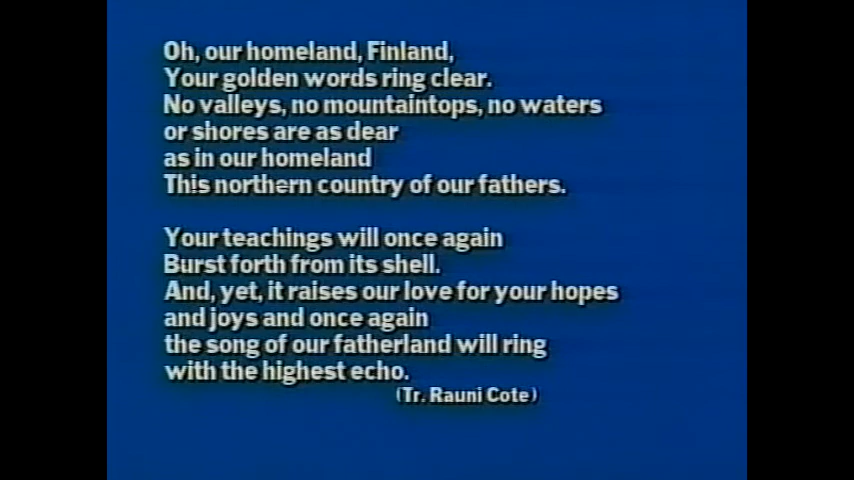 Oh, our homeland, Finland,
Your golden words ring clear.
No valleys, no mountaintops, no waters
or shores are as dear
as in our homeland
This northern country of our fathers.
Your teachings will once again
Burst forth from its shell.
And, yet, it raises our love for your hopes
and joys and once again
the song of our fatherland will ring
with the highest echo.
(Tr. Rauni Cote)